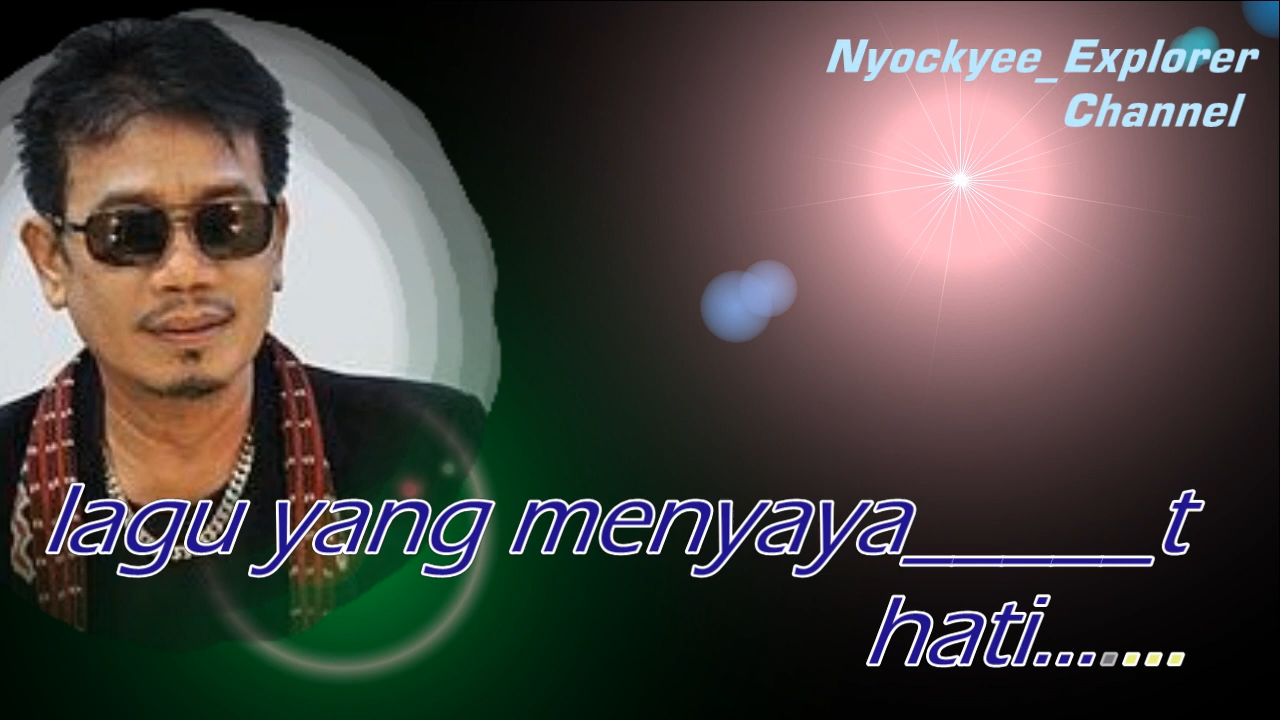 Nyockyee_Explorer
Channel
lagu yang menyaya_____t
hati.......